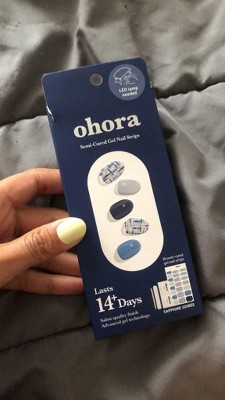 LED lamp
needed
ohora
Semi-Cured Gel Nail Strips
Lasts
14+ Days
Salon-quality finish
Advanced gel technology